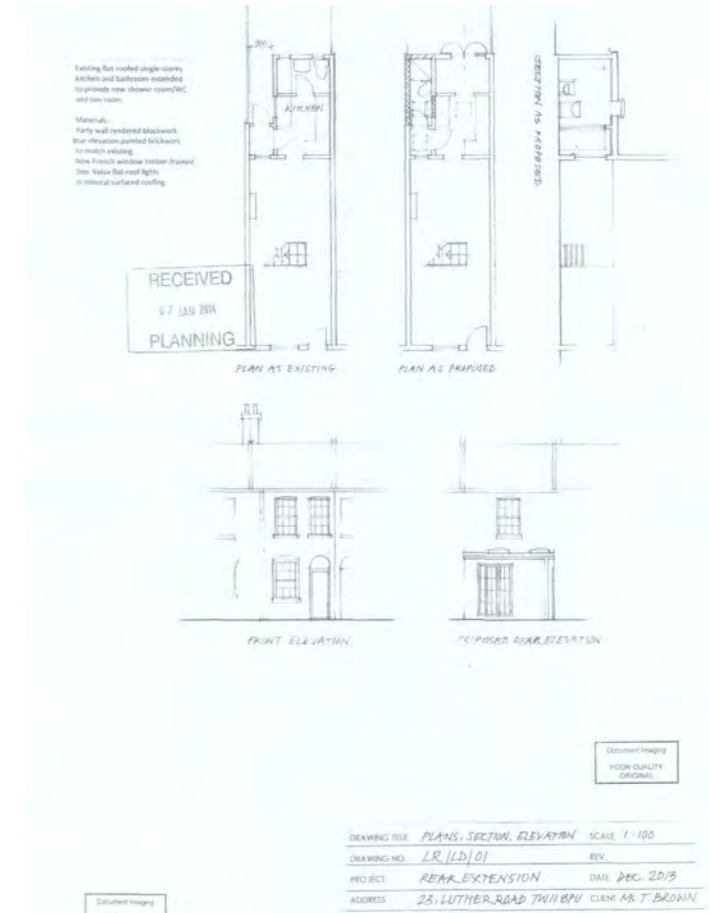 Existing flat-roofed single-storey
kitchen and bathroom extended
to provide new shower room/WC
and sun room.
Materials:
Party wall rendered blockwork
Rear elevation painted brickwork
to match existing.
New French window timber framed
flat roof lights
in mineral surfaced roofing.
900
KITCHEN
SECTION AS PROPOSED
RECEIVED
07 JAN 2014
PLANNING
PLAN AS EXISTING
PLAN AS PROPOSED
FRONT ELEVATION
PROPOSED REAR ELEVATION
Document Imaging
POOR QUALITY
ORIGINAL
DRAWING TITLE PLANS, SECTION, ELEVATION SCALE 1:100
DRAWING NO. LR/LD/01 REV.
PROJECT REAR EXTENSION DATE DEC. 2013
ADDRESS 23, LUTHER ROAD TW11 8PU CLIENT T. BROWN
Document Imaging